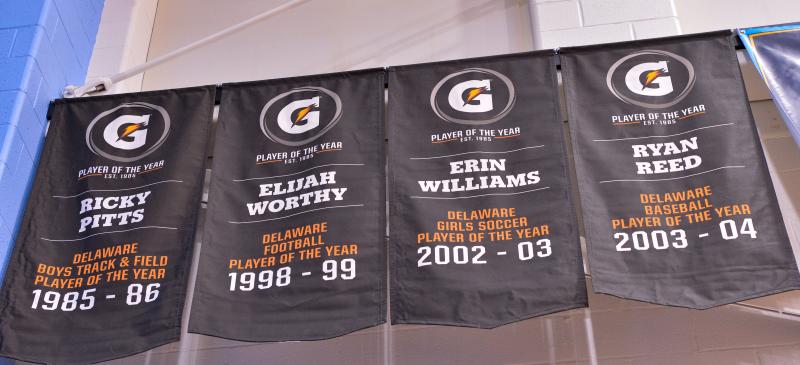 G
PLAYER OF THE YEAR
EST. 1985
RICKY
PITTS
DELAWARE
BOYS TRACK & FIELD
PLAYER OF THE YEAR
1985 - 86
G
PLAYER OF THE YEAR
EST. 1985
ELIJAH
WORTHY
DELAWARE
FOOTBALL
PLAYER OF THE YEAR
1998 - 99
G
PLAYER OF THE YEAR
EST. 1985
ERIN
WILLIAMS
DELAWARE
GIRLS SOCCER
PLAYER OF THE YEAR
2002 - 03
G
PLAYER OF THE YEAR
EST. 1985
RYAN
REED
DELAWARE
BASEBALL
PLAYER OF THE YEAR
2003 - 04